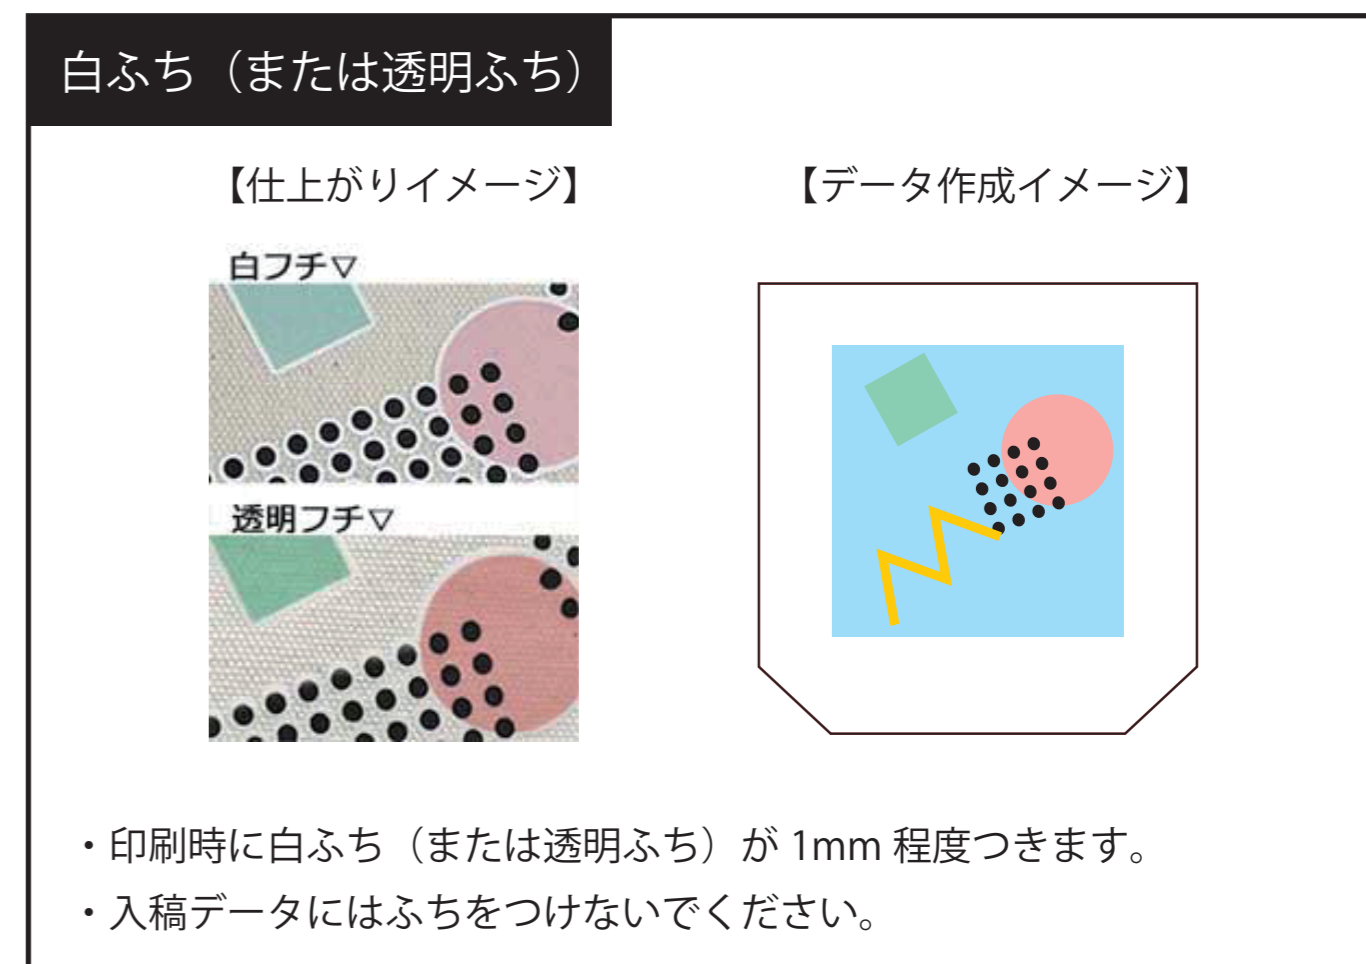 白ふち（または透明ふち）
【仕上がりイメージ】
【データ作成イメージ】
白フチ▽
透明フチ▽
・印刷時に白ふち（または透明ふち）が 1mm 程度つきます。
・入稿データにはふちをつけないでください。